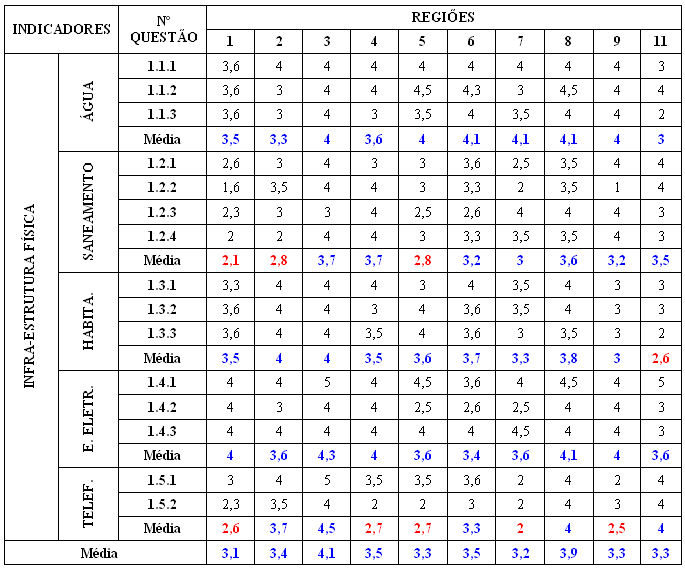 INDICADORES N° QUESTÃO REGIÕES
1 2 3 4 5 6 7 8 9 11
INFRA-ESTRUTURA FÍSICA
ÁGUA
1.1.1 3,6 4 4 4 4 4 4 4 4 3
1.1.2 3,6 3 4 4 4,5 4,3 3 4,5 4 4
1.1.3 3,6 3 4 3 3,5 4 3,5 4 4 2
Média 3,5 3,3 4 3,6 4 4,1 4,1 4,1 4 3
SANEAMENTO
1.2.1 2,6 3 4 3 3 3,6 2,5 3,5 4 4
1.2.2 1,6 3,5 4 4 3 3,3 2 3,5 1 4
1.2.3 2,3 3 3 4 2,5 2,6 4 4 4 3
1.2.4 2 2 4 4 3 3,3 3,5 3,5 4 3
Média 2,1 2,8 3,7 3,7 2,8 3,2 3 3,6 3,2 3,5
HABITA.
1.3.1 3,3 4 4 4 3 4 3,5 4 3 3
1.3.2 3,6 4 4 3 4 3,6 3,5 4 3 3
1.3.3 3,6 4 4 3,5 4 3,6 3 3,5 3 2
Média 3,5 4 4 3,5 3,6 3,7 3,3 3,8 3 2,6
E. ELETR.
1.4.1 4 4 5 4 4,5 3,6 4 4,5 4 5
1.4.2 4 3 4 4 2,5 2,6 2,5 4 4 3
1.4.3 4 4 4 4 4 4 4,5 4 4 3
Média 4 3,6 4,3 4 3,6 3,4 3,6 4,1 4 3,6
TELEF.
1.5.1 3 4 5 3,5 3,5 3,6 2 4 2 4
1.5.2 2,3 3,5 4 2 2 3 2 4 3 4
Média 2,6 3,7 4,5 2,7 2,7 3,3 2 4 2,5 4
Média 3,1 3,4 4,1 3,5 3,3 3,5 3,2 3,9 3,3 3,3